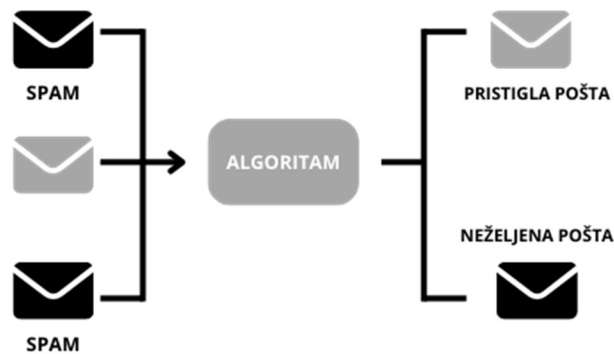 SPAM
SPAM
ALGORITAM
PRISTIGLA POŠTA
NEŽELJENA POŠTA